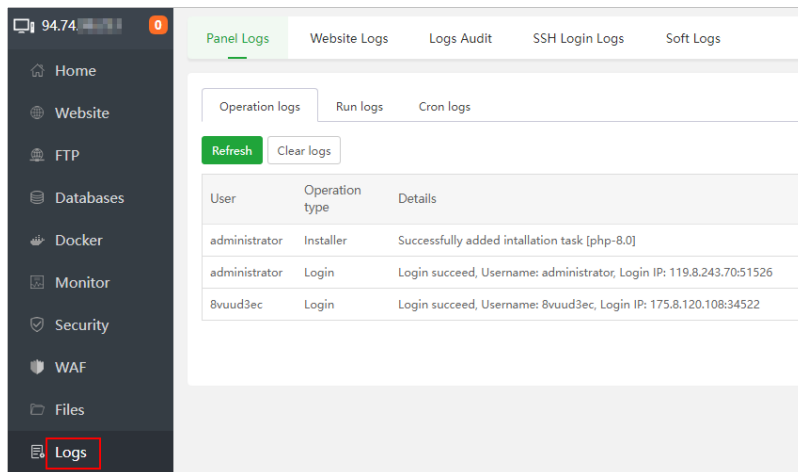 94.74.
0
Home
Website
FTP
Databases
Docker
Monitor
Security
WAF
Files
Logs
Panel Logs Website Logs Logs Audit SSH Login Logs Soft Logs
Operation logs Run logs Cron logs
Refresh Clear logs
User Operation type Details
administrator Installer Successfully added intallation task [php-8.0]
administrator Login Login succeed, Username: administrator, Login IP: 119.8.243.70:51526
8vuud3ec Login Login succeed, Username: 8vuud3ec, Login IP: 175.8.120.108:34522